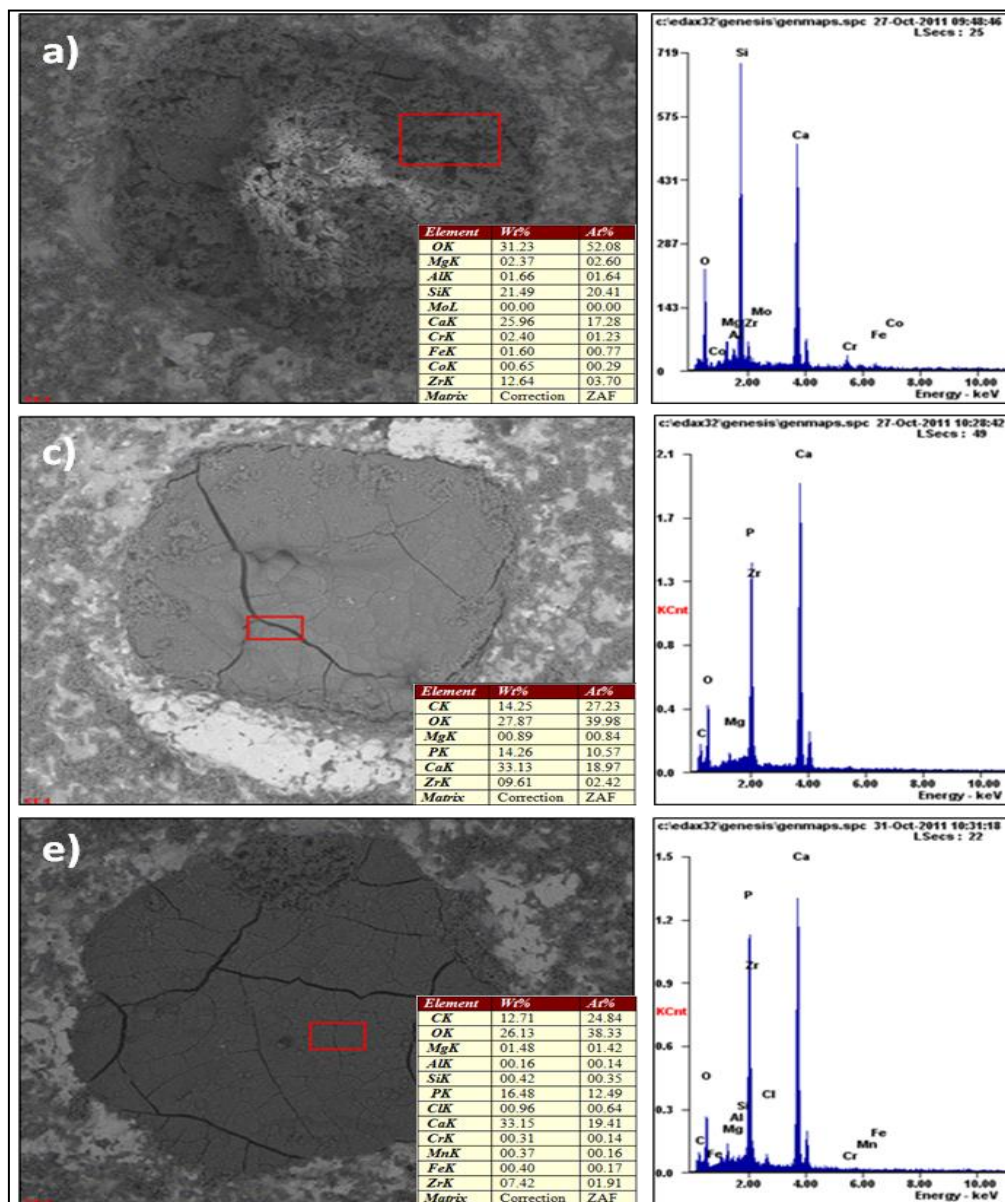 a)
Element Wt% At%
OK 31.23 52.08
MgK 02.37 02.60
AlK 01.66 01.64
SiK 21.49 20.41
MoL 00.00 00.00
CaK 25.96 17.28
CrK 02.40 01.23
FeK 01.60 00.77
CoK 00.65 00.29
ZrK 12.64 03.70
Matrix Correction ZAF
c:\edax32\genesis\genmaps.spc 27-Oct-2011 09:48:46
LSecs : 25
719
575
431
287
143
0
Si
Ca
O
Mo
Mg Zr
Co
Cr
Fe
Co
2.00 4.00 6.00 8.00 10.00
Energy - keV
c)
Element Wt% At%
CK 14.25 27.23
OK 27.87 39.98
MgK 00.89 00.84
PK 14.26 10.57
CaK 33.13 18.97
ZrK 09.61 02.42
Matrix Correction ZAF
c:\edax32\genesis\genmaps.spc 27-Oct-2011 10:28:42
LSecs : 49
2.1
1.7
1.3
KCnt
0.8
0.4
0.0
Ca
P
Zr
O
C
Mg
2.00 4.00 6.00 8.00 10.00
Energy - keV
e)
Element Wt% At%
CK 12.71 24.84
OK 26.13 38.33
MgK 01.48 01.42
AlK 00.16 00.14
SiK 00.42 00.35
PK 16.48 12.49
ClK 00.96 00.64
CaK 33.15 19.41
CrK 00.31 00.14
MnK 00.37 00.16
FeK 00.40 00.17
ZrK 07.42 01.91
Matrix Correction ZAF
c:\edax32\genesis\genmaps.spc 31-Oct-2011 10:31:18
LSecs : 22
1.5
1.2
0.9
KCnt
0.6
0.3
0.0
Ca
P
Zr
O
Si
Cl
Al
Mg
C
Fe
Fe
Mn
Cr
2.00 4.00 6.00 8.00 10.00
Energy - keV